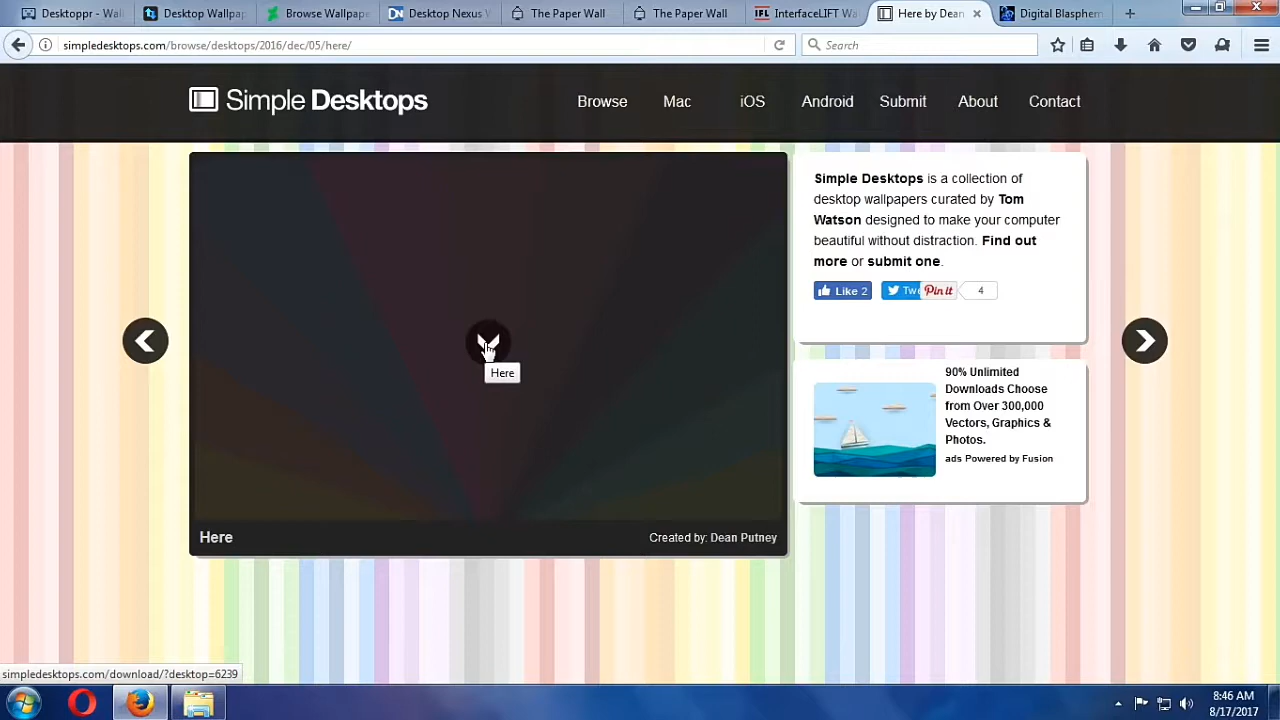 Desktoppr - Wall
Desktop Wallpap
Browse Wallpape
Desktop Nexus W
The Paper Wall
The Paper Wall
InterfaceLIFT Wa
Here by Dean
Digital Blasphem
simpledesktops.com/browse/desktops/2016/dec/05/here/
Search
Simple Desktops
Browse
Mac
iOS
Android
Submit
About
Contact
Simple Desktops is a collection of
desktop wallpapers curated by Tom
Watson designed to make your computer
beautiful without distraction. Find out
more or submit one.
Like 2
Twe
Pin it
4
Here
90% Unlimited
Downloads Choose
from Over 300,000
Vectors, Graphics &
Photos.
ads Powered by Fusion
Here
Created by: Dean Putney
simpledesktops.com/download/?desktop=6239
8:46 AM
8/17/2017